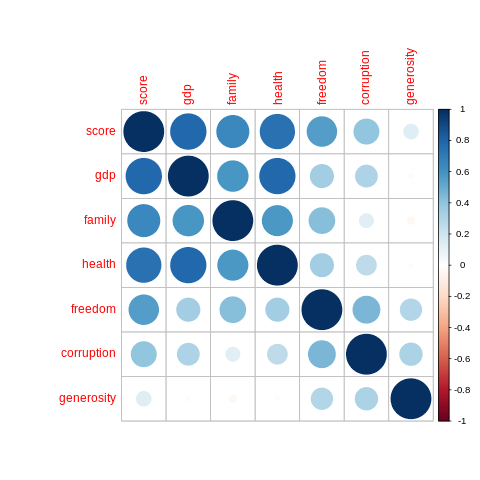 score
gdp
family
health
freedom
corruption
generosity
score
gdp
family
health
freedom
corruption
generosity
1
0.8
0.6
0.4
0.2
0
-0.2
-0.4
-0.6
-0.8
-1